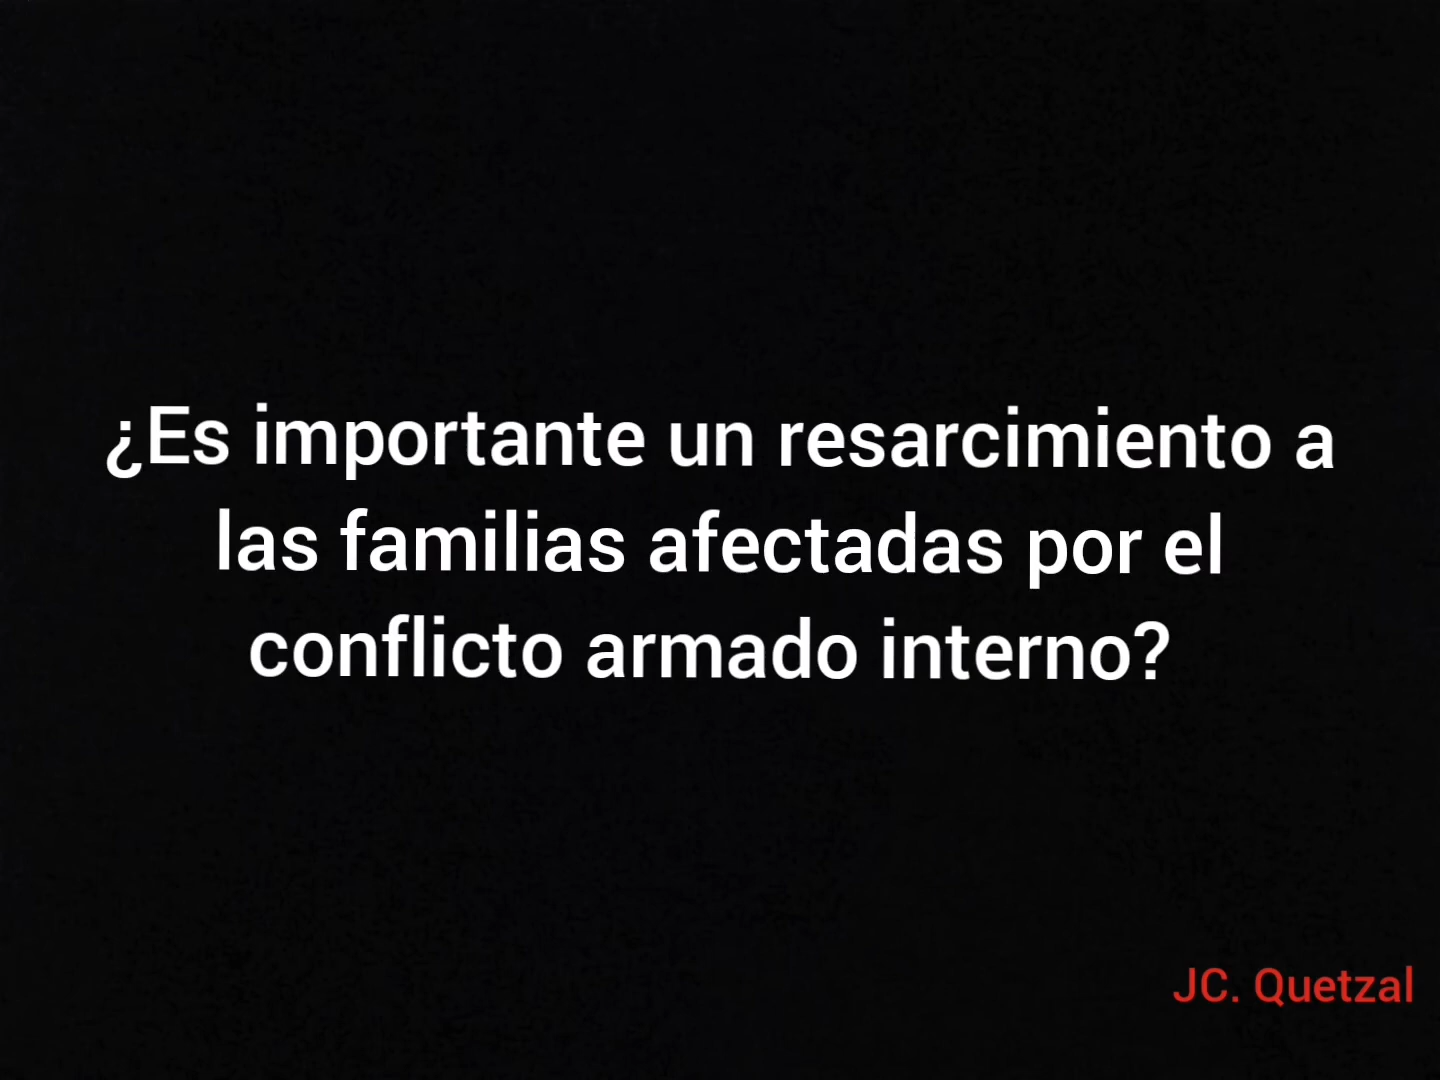 ¿Es importante un resarcimiento a
las familias afectadas por el
conflicto armado interno?
JC. Quetzal